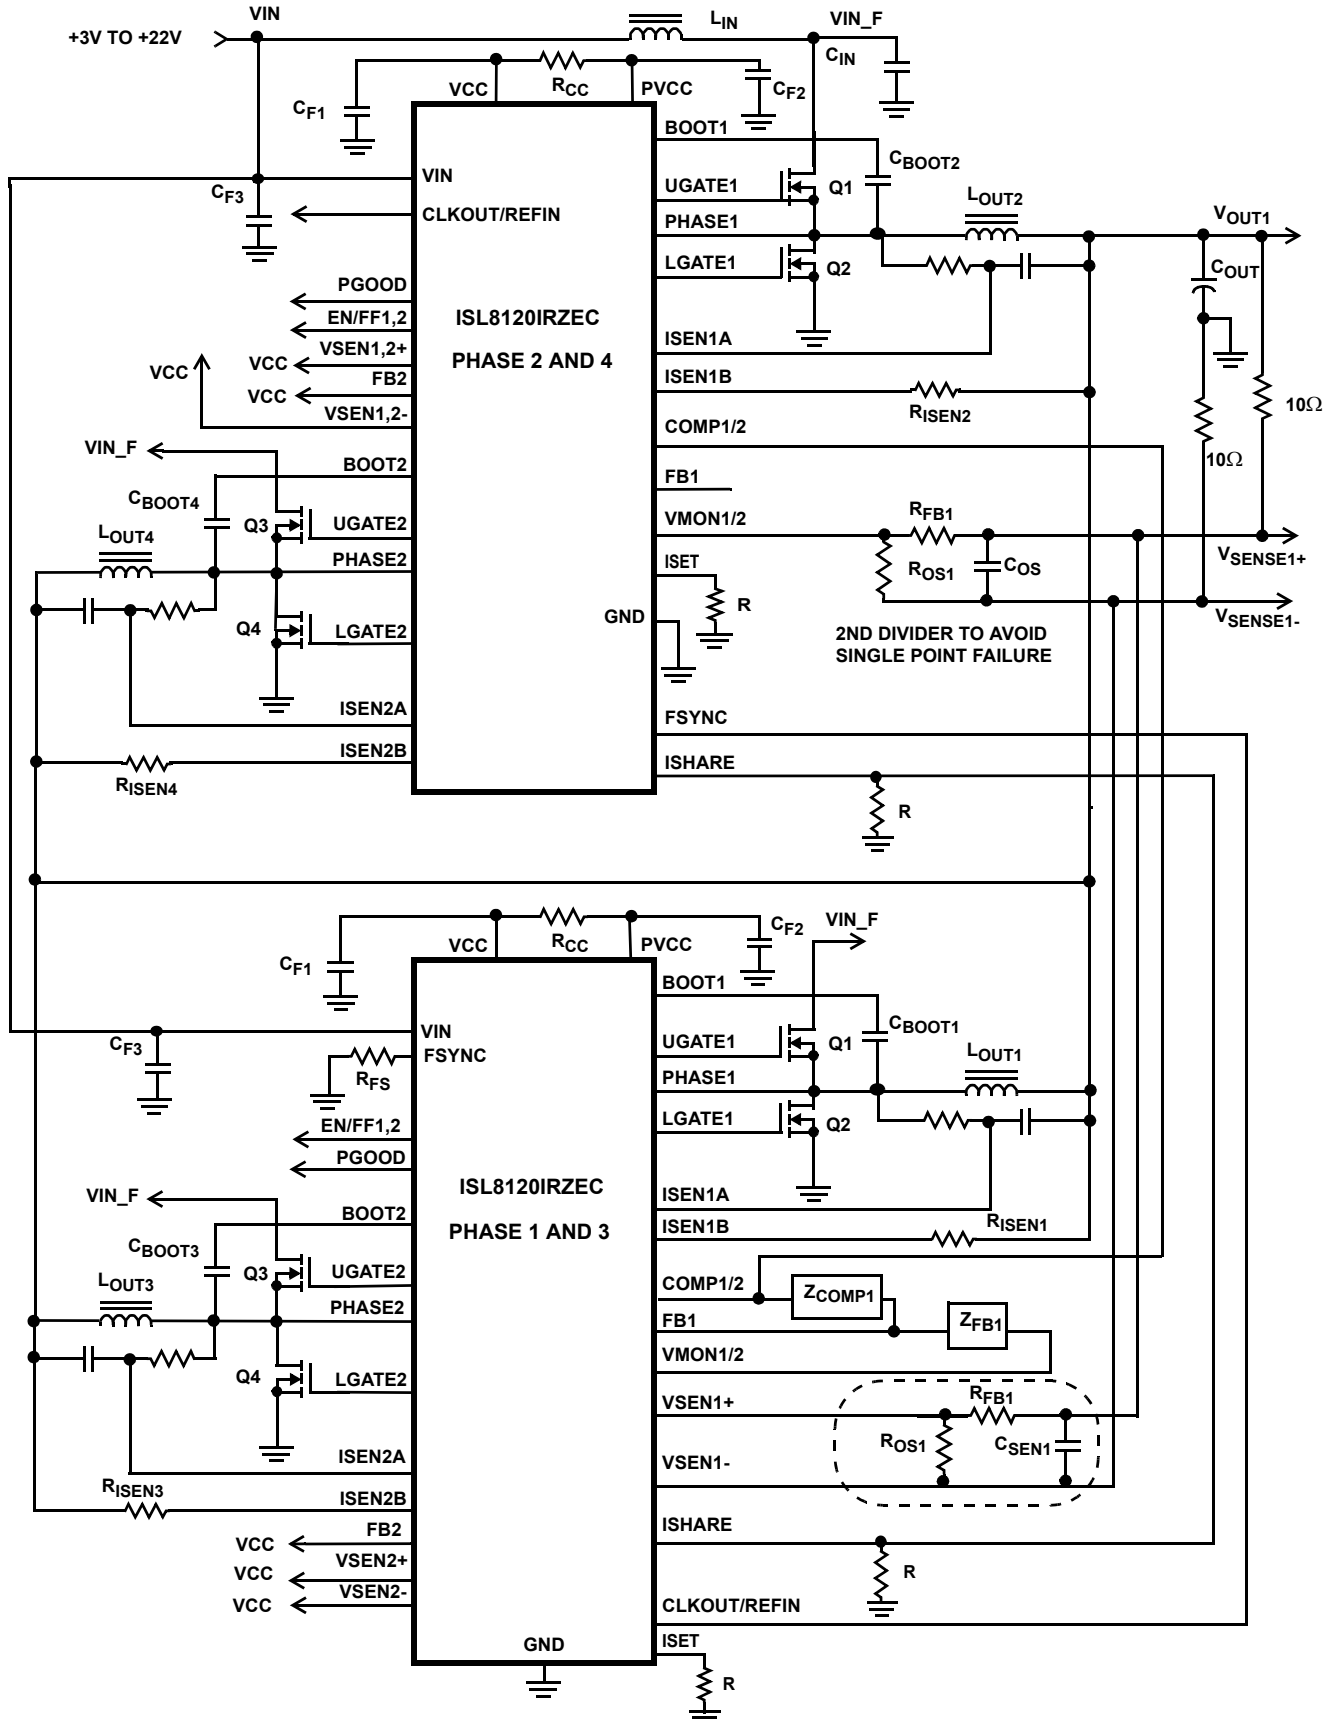 VIN
LIN
VIN_F
+3V TO +22V
CIN
VCC
RCC
PVCC
CF1
CF2
BOOT1
CBOOT2
VIN
CF3
UGATE1
Q1
LOUT2
CLKOUT/REFIN
PHASE1
VOUT1
LGATE1
Q2
COUT
PGOOD
EN/FF1,2
ISL8120IRZEC
PHASE 2 AND 4
ISEN1A
VSEN1,2+
VCC
VCC
FB2
VCC
ISEN1B
RISEN2
10Ω
VSEN1,2-
COMP1/2
VIN_F
BOOT2
10Ω
CBOOT4
FB1
Q3
UGATE2
VMON1/2
RFB1
LOUT4
PHASE2
ISET
ROS1
COS
VSENSE1+
R
Q4
LGATE2
GND
VSENSE1-
2ND DIVIDER TO AVOID
SINGLE POINT FAILURE
ISEN2A
FSYNC
ISEN2B
ISHARE
RISEN4
R
VCC
RCC
PVCC
CF2
VIN_F
CF1
BOOT1
CBOOT1
VIN
CF3
FSYNC
UGATE1
Q1
LOUT1
RFS
PHASE1
EN/FF1,2
LGATE1
Q2
PGOOD
ISL8120IRZEC
PHASE 1 AND 3
VIN_F
ISEN1A
BOOT2
ISEN1B
RISEN1
CBOOT3
Q3
UGATE2
COMP1/2
ZCOMP1
LOUT3
PHASE2
FB1
ZFB1
VMON1/2
Q4
LGATE2
VSEN1+
RFB1
ROS1
CSEN1
ISEN2A
VSEN1-
RISEN3
ISEN2B
FB2
ISHARE
VCC
VSEN2+
VCC
R
VSEN2-
VCC
CLKOUT/REFIN
GND
ISET
R